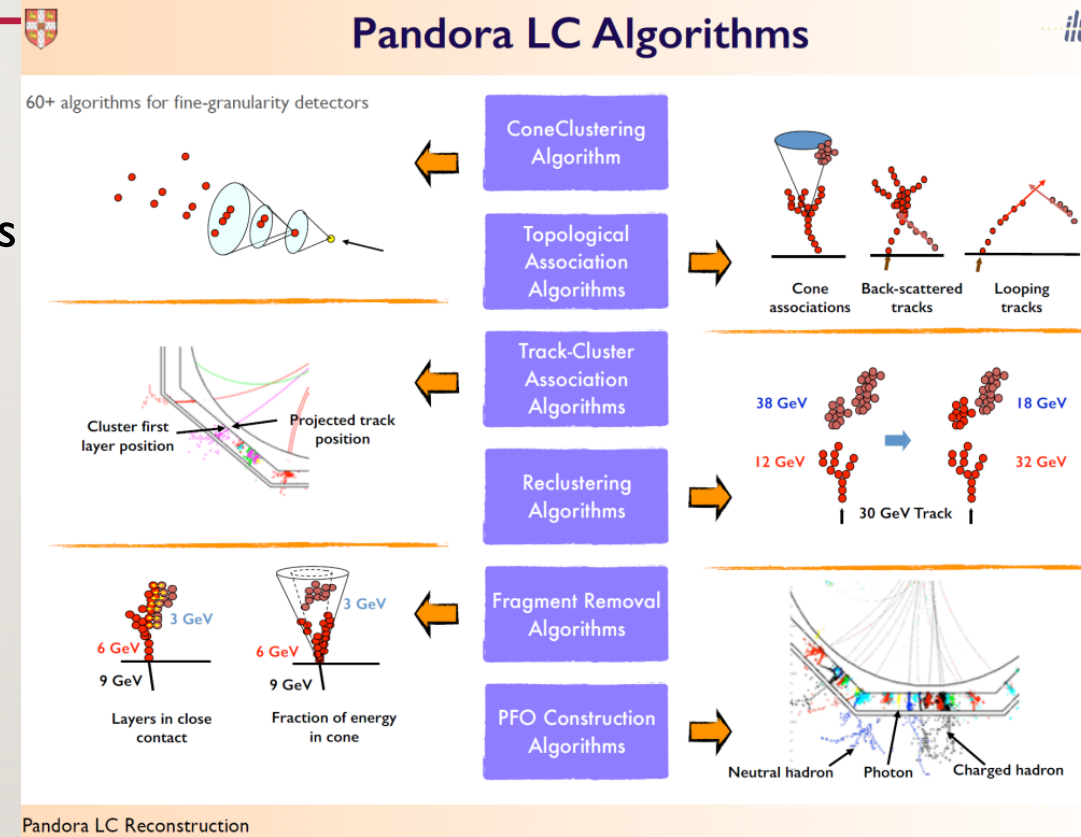 Pandora LC Algorithms
60+ algorithms for fine-granularity detectors
s
ConeClustering
Algorithm
Topological
Association
Algorithms
Cone
associations
Back-scattered
tracks
Looping
tracks
Track-Cluster
Association
Algorithms
Cluster first
layer position
Projected track
position
38 GeV
12 GeV
18 GeV
32 GeV
30 GeV Track
Reclustering
Algorithms
Fragment Removal
Algorithms
3 GeV
6 GeV
9 GeV
Layers in close
contact
3 GeV
6 GeV
9 GeV
Fraction of energy
in cone
PFO Construction
Algorithms
Neutral hadron
Photon
Charged hadron
Pandora LC Reconstruction